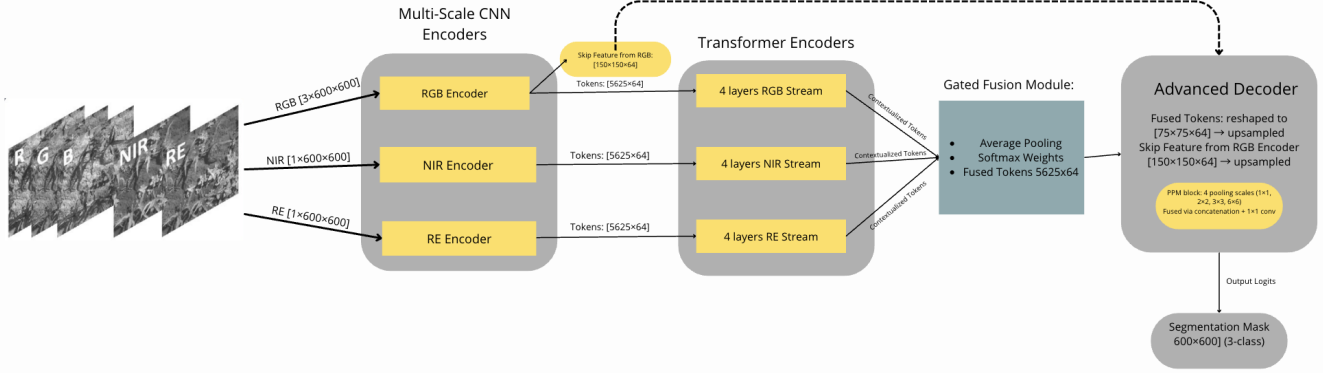 Multi-Scale CNN
Encoders
Skip Feature from RGB:
[150×150×64]
Transformer Encoders
RGB [3×600×600]
NIR [1×600×600]
RE [1×600×600]
R
G
B
NIR
RE
RGB Encoder
NIR Encoder
RE Encoder
Tokens: [5625×64]
Tokens: [5625×64]
Tokens: [5625×64]
4 layers RGB Stream
4 layers NIR Stream
4 layers RE Stream
Contextualized Tokens
Contextualized Tokens
Contextualized Tokens
Gated Fusion Module:
• Average Pooling
• Softmax Weights
• Fused Tokens 5625x64
Advanced Decoder
Fused Tokens: reshaped to
[75×75×64] → upsampled
Skip Feature from RGB Encoder
[150×150×64] → upsampled
PPM block: 4 pooling scales (1×1,
2×2, 3×3, 6×6)
Fused via concatenation + 1×1 conv
Output Logits
Segmentation Mask
600×600] (3-class)